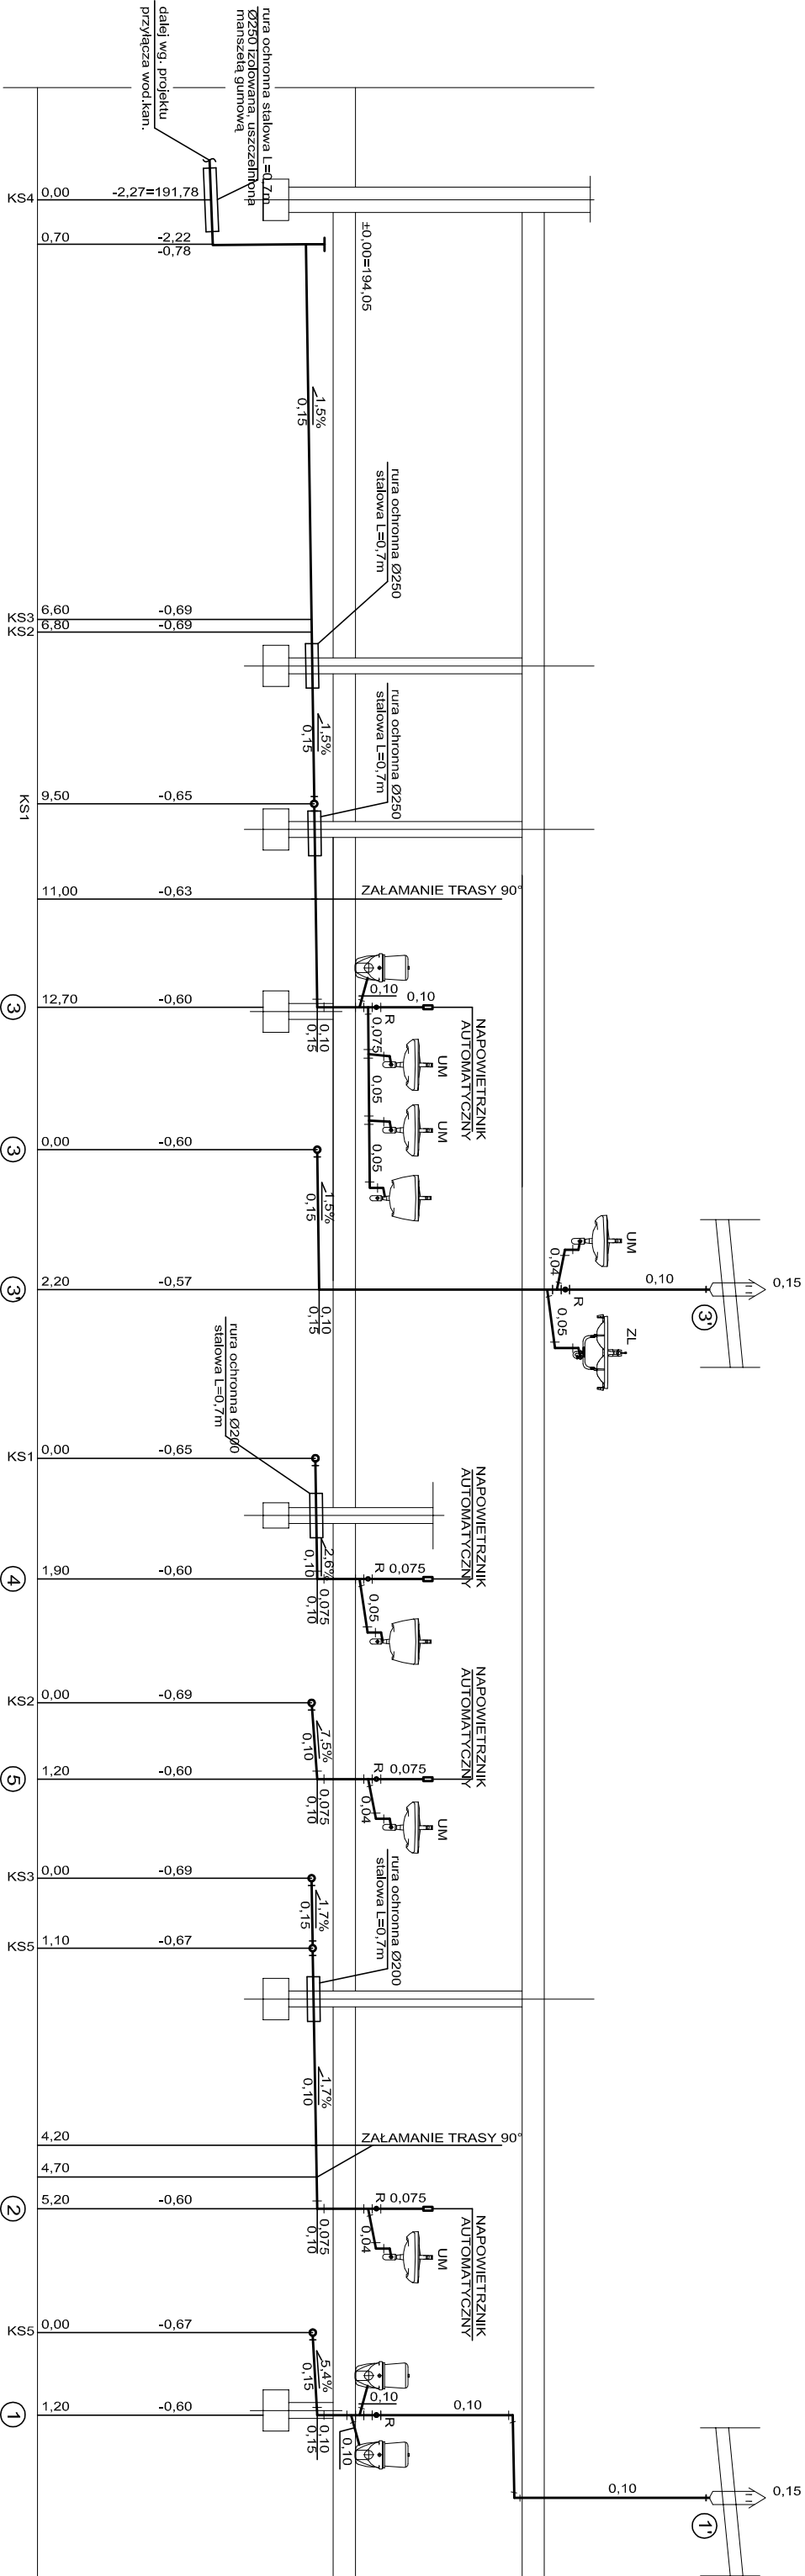 dalej wg. projektu
przyłącza wod.kan.
rura ochronna stalowa L=0,7m
Ø250 izolowana, uszczelniona
manszetą gumową
KS4
0,00
-2,27=191,78
0,70
-2,22
-0,78
±0,00=194,05
1,5%
0,15
rura ochronna Ø250
stalowa L=0,7m
KS3
6,60
-0,69
KS2
6,80
-0,69
1,5%
0,15
rura ochronna Ø250
stalowa L=0,7m
KS1
9,50
-0,65
11,00
-0,63
ZAŁAMANIE TRASY 90°
3
12,70
-0,60
0,10
0,15
0,10
0,10
R
0,075
NAPOWIETRZNIK
AUTOMATYCZNY
UM
0,05
UM
0,05
3
0,00
-0,60
1,5%
0,15
3'
2,20
-0,57
0,10
0,15
UM
0,04
R
0,05
ZL
0,10
3'
0,15
rura ochronna Ø200
stalowa L=0,7m
KS1
0,00
-0,65
2,6%
0,10
4
1,90
-0,60
0,075
0,10
R
0,075
0,05
NAPOWIETRZNIK
AUTOMATYCZNY
KS2
0,00
-0,69
7,5%
0,10
5
1,20
-0,60
0,075
0,10
R
0,075
0,04
UM
NAPOWIETRZNIK
AUTOMATYCZNY
KS3
0,00
-0,69
1,7%
0,15
KS5
1,10
-0,67
rura ochronna Ø200
stalowa L=0,7m
1,7%
0,10
4,20
ZAŁAMANIE TRASY 90°
4,70
2
5,20
-0,60
0,075
0,10
R
0,075
0,04
UM
NAPOWIETRZNIK
AUTOMATYCZNY
KS5
0,00
-0,67
5,4%
0,15
1
1,20
-0,60
0,10
0,15
0,10
R
0,10
0,10
0,10
1'
0,15